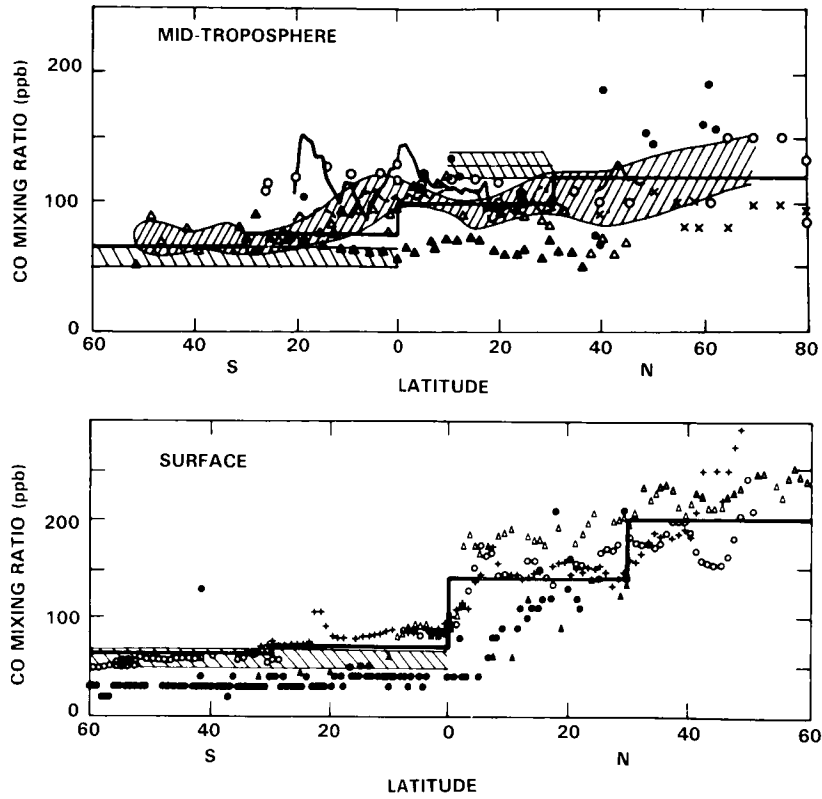 MID-TROPOSPHERE
CO MIXING RATIO (ppb)
200
100
0
60 40 20 0 20 40 60 80
S N
LATITUDE
SURFACE
CO MIXING RATIO (ppb)
200
100
0
60 40 20 0 20 40 60
S N
LATITUDE